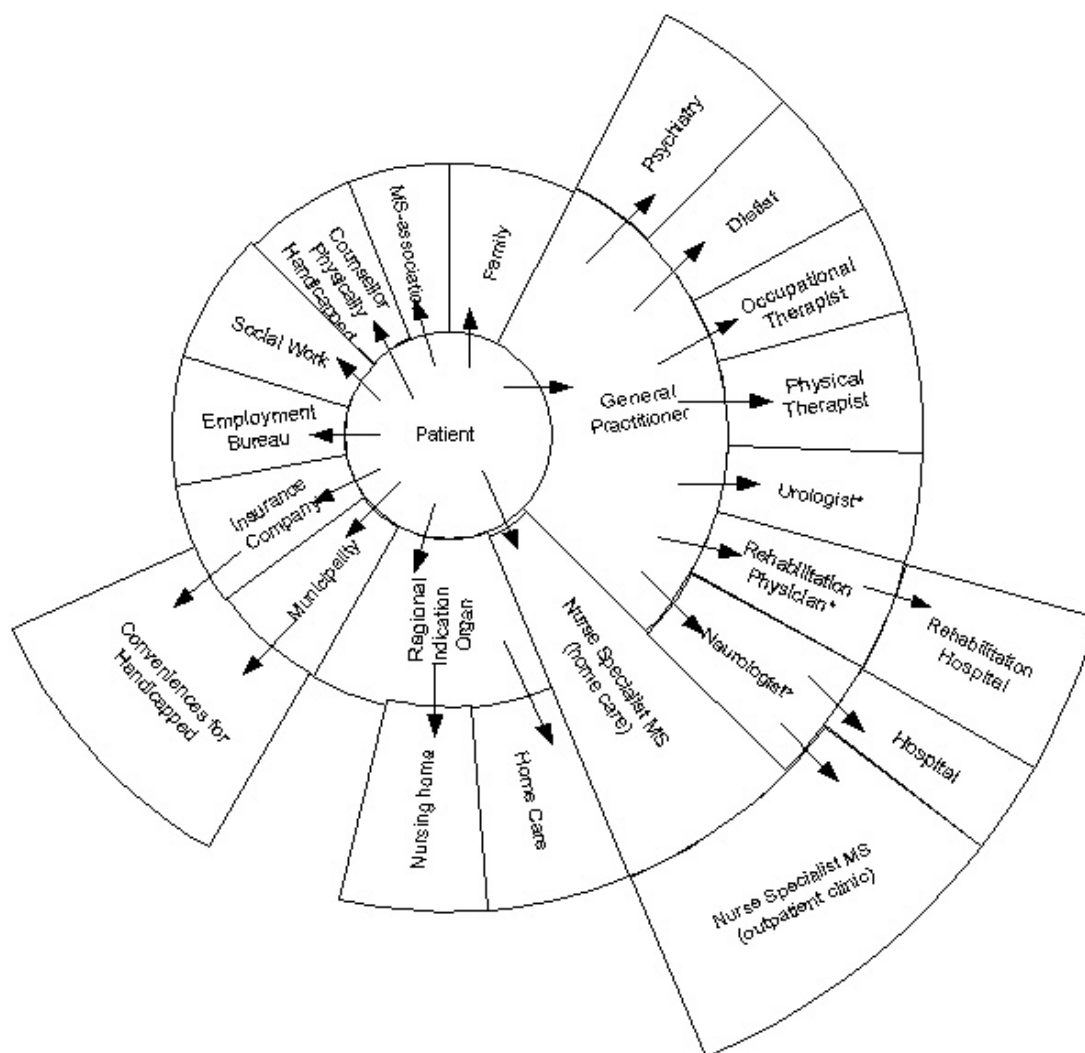 Psychiatry
Dietist
Occupational
Therapist
Physical
Therapist
Urologist*
Rehabilitation
Physician*
Rehabilitation
Hospital
Neurologist*
Hospital
Nurse Specialist MS
(outpatient clinic)
General
Practitioner
Family
MS-association
Counsellor
Physically
Handicapped
Social Work
Employment
Bureau
Patient
Insurance
Company
Municipality
Conveniences for
Handicapped
Regional
Indication
Organ
Nursing home
Home Care
Nurse Specialist MS
(home care)